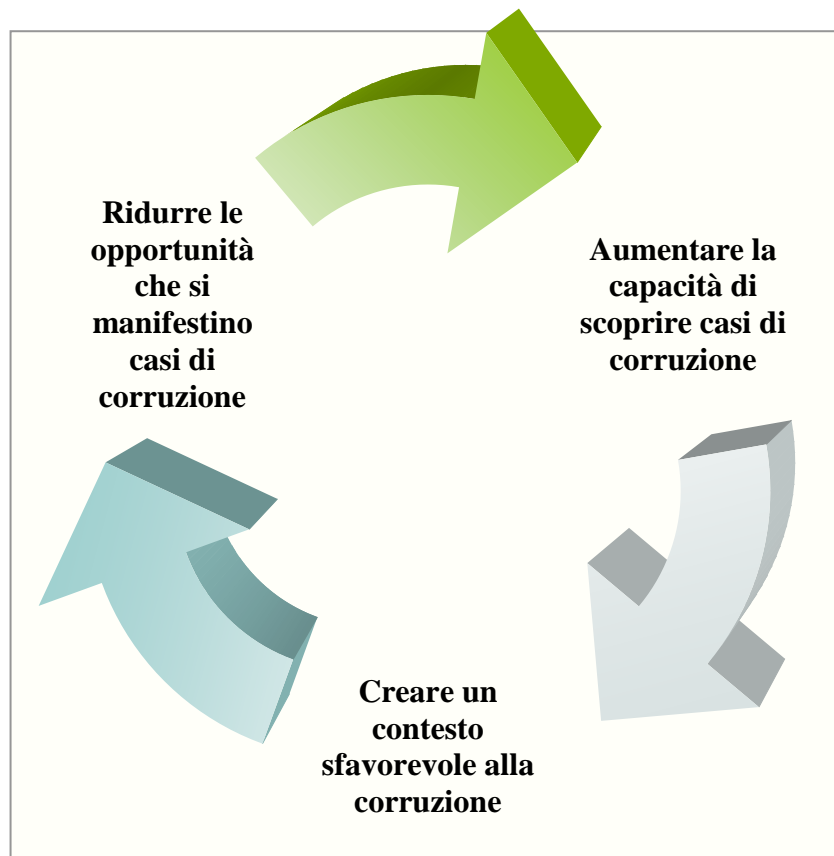 Ridurre le
opportunità
che si
manifestino
casi di
corruzione
Aumentare la
capacità di
scoprire casi di
corruzione
Creare un
contesto
sfavorevole alla
corruzione